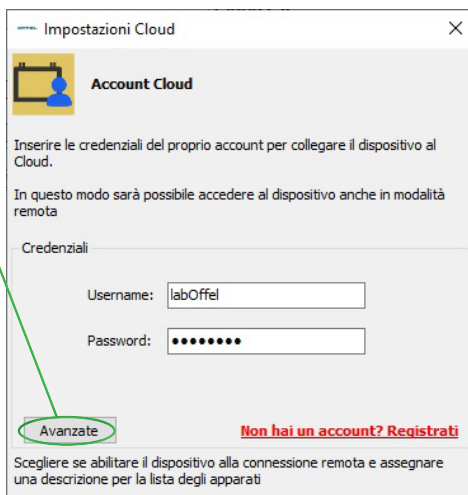 OFFEL Impostazioni Cloud
Account Cloud
Inserire le credenziali del proprio account per collegare il dispositivo al
Cloud.
In questo modo sarà possibile accedere al dispositivo anche in modalità
remota
Credenziali
Username: labOffel
Password: ●●●●●●●●
Avanzate Non hai un account? Registrati
Scegliere se abilitare il dispositivo alla connessione remota e assegnare
una descrizione per la lista degli apparati